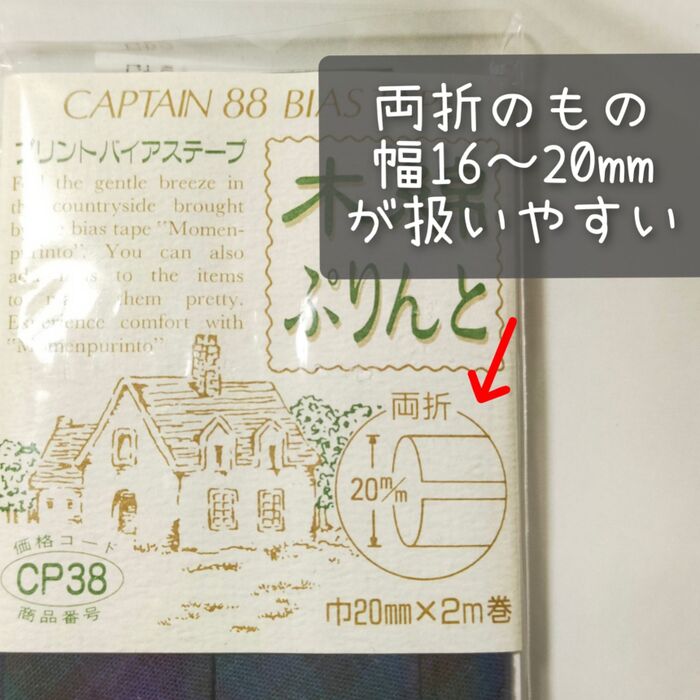 CAPTAIN 88 BIAS
両折のもの
幅16〜20mm
が扱いやすい
プリントバイアステープ
the gentle breeze in
countryside brought
bias tape "Momen-
purinto". You can also
to the items
them pretty.
Experience comfort with
"Momenpurinto"
木
ぷりんと
両折
20m/m
価格コード
CP38
商品番号
巾20mm×2m巻